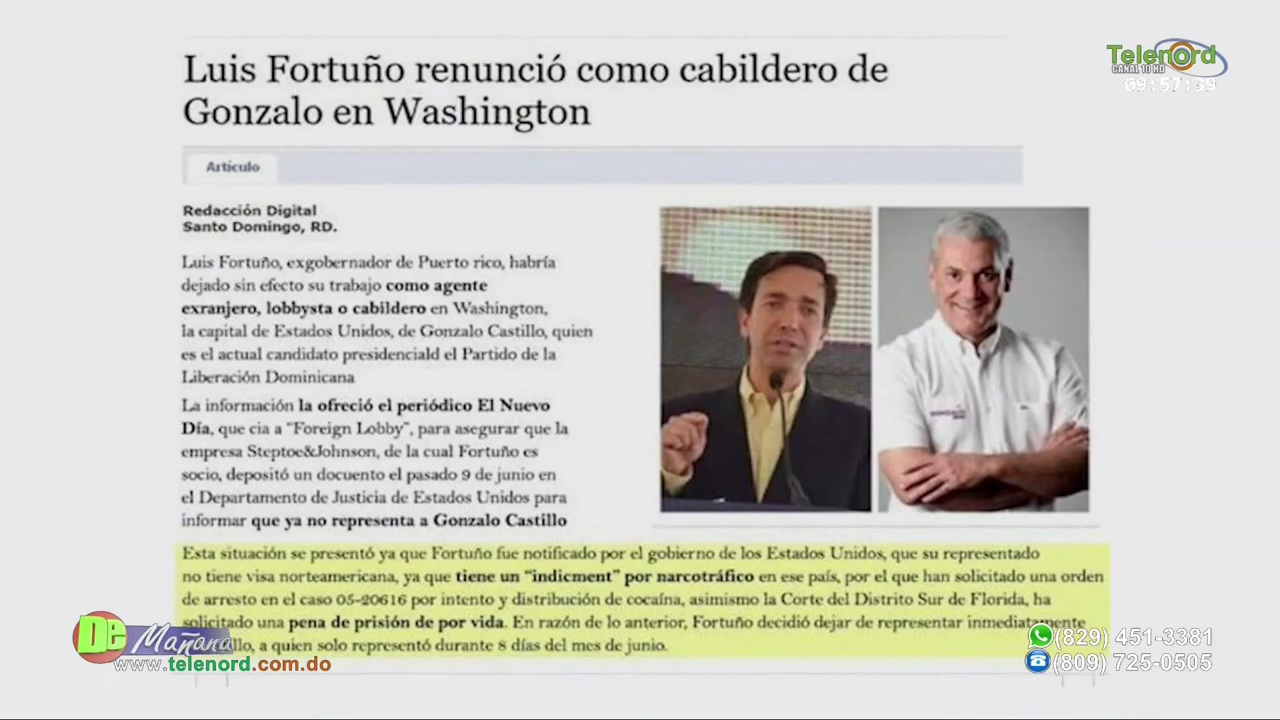 Luis Fortuño renunció como cabildero de
Gonzalo en Washington
Telenord
CANAL 10 HD
09:57:39
Artículo
Redacción Digital
Santo Domingo, RD.
Luis Fortuño, exgobernador de Puerto rico, habría
dejado sin efecto su trabajo como agente
exranjero, lobbysta o cabildero en Washington,
la capital de Estados Unidos, de Gonzalo Castillo, quien
es el actual candidato presidenciald el Partido de la
Liberación Dominicana
La información la ofreció el periódico El Nuevo
Día, que cia a "Foreign Lobby", para asegurar que la
empresa Steptoe&Johnson, de la cual Fortuño es
socio, depositó un docuento el pasado 9 de junio en
el Departamento de Justicia de Estados Unidos para
informar que ya no representa a Gonzalo Castillo
Esta situación se presentó ya que Fortuño fue notificado por el gobierno de los Estados Unidos, que su representado
no tiene visa norteamericana, ya que tiene un "indicment" por narcotráfico en ese país, por el que han solicitado una orden
de arresto en el caso 05-20616 por intento y distribución de cocaína, asimismo la Corte del Distrito Sur de Florida, ha
solicitado una pena de prisión de por vida. En razón de lo anterior, Fortuño decidió dejar de representar inmediatamente
llo, a quien solo representó durante 8 días del mes de junio.
De Mañana
www.telenord.com.do
(829) 451-3381
(809) 725-0505